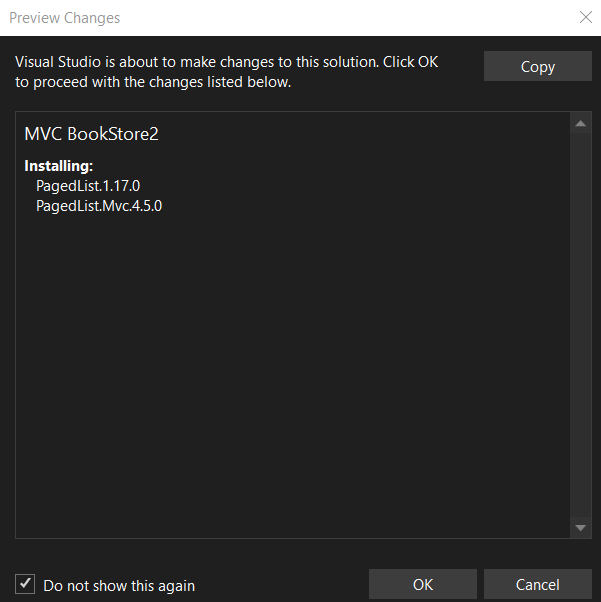 Preview Changes
Visual Studio is about to make changes to this solution. Click OK
to proceed with the changes listed below.
Copy
MVC BookStore2
Installing:
PagedList.1.17.0
PagedList.Mvc.4.5.0
Do not show this again
OK
Cancel